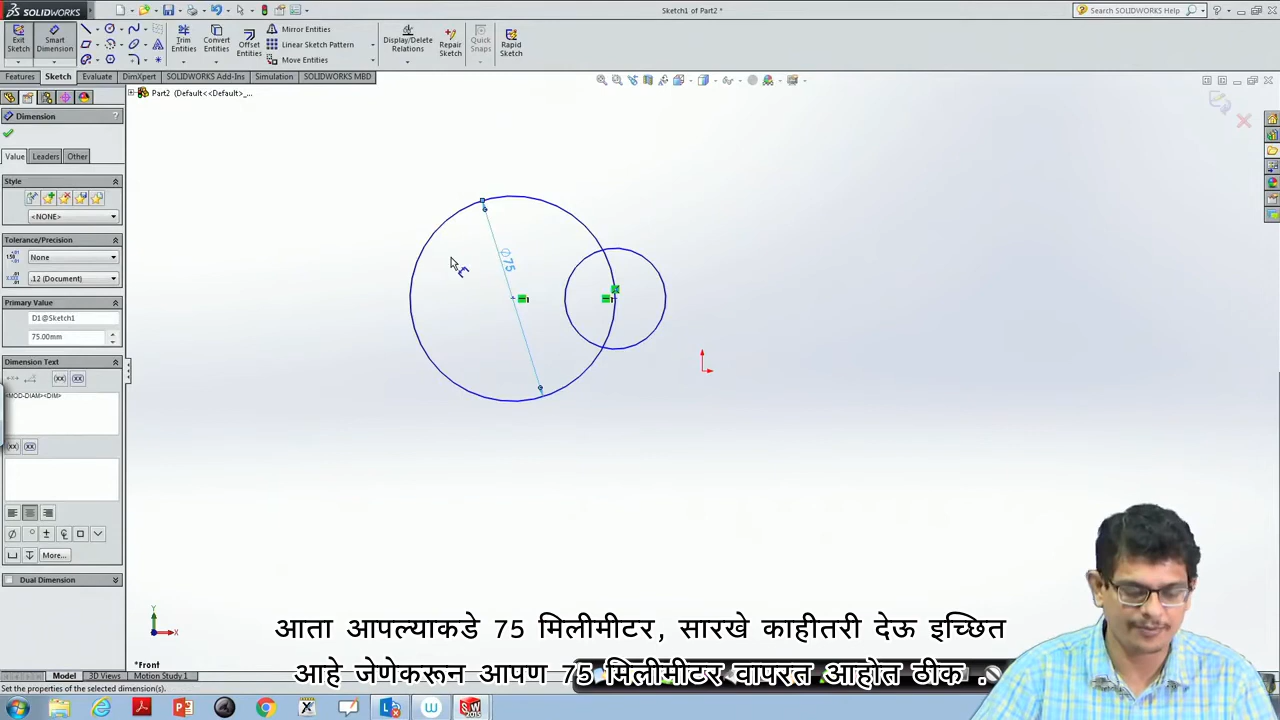 Sketch1 of Part2 *
Search SOLIDWORKS Help
Exit Sketch
Smart Dimension
Trim Entities
Convert Entities
Offset Entities
Mirror Entities
Linear Sketch Pattern
Move Entities
Display/Delete Relations
Repair Sketch
Quick Snaps
Rapid Sketch
Features Sketch Evaluate DimXpert SOLIDWORKS Add-Ins Simulation SOLIDWORKS MBD
Part2 (Default<<Default>_...
Dimension
Value Leaders Other
Style
<NONE>
Tolerance/Precision
None
.12 (Document)
Primary Value
D1@Sketch1
75.00mm
Dimension Text
<MOD-DIAM><DIM>
More...
Dual Dimension
Ø75
Y
X
*Front
आता आपल्याकडे 75 मिलीमीटर, सारखे काहीतरी देऊ इच्छित
आहे जेणेकरून आपण 75 मिलीमीटर वापरत आहोत ठीक .
Model 3D Views Motion Study 1
Set the properties of the selected dimension(s).